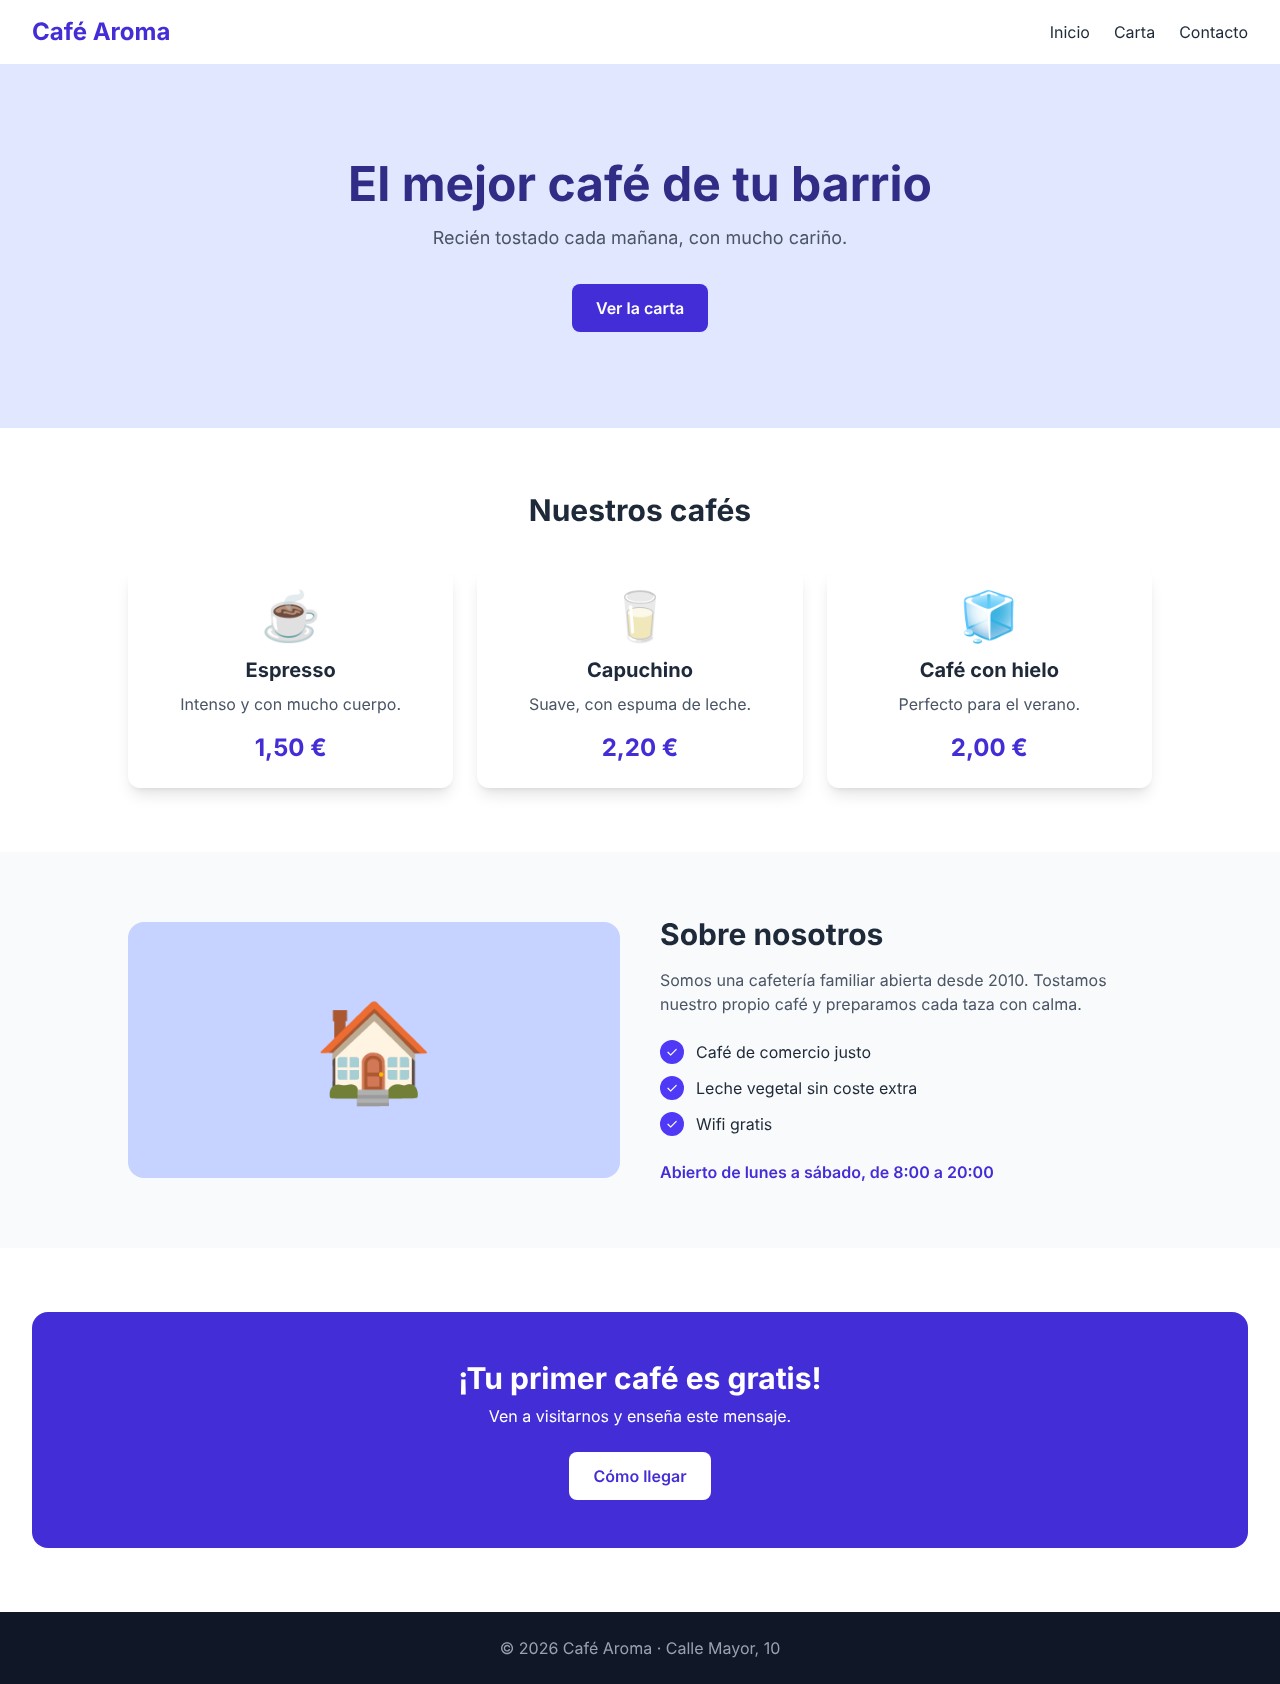 Café Aroma
Inicio Carta Contacto
El mejor café de tu barrio
Recién tostado cada mañana, con mucho cariño.
Ver la carta
Nuestros cafés
Espresso
Intenso y con mucho cuerpo.
1,50 €
Capuchino
Suave, con espuma de leche.
2,20 €
Café con hielo
Perfecto para el verano.
2,00 €
Sobre nosotros
Somos una cafetería familiar abierta desde 2010. Tostamos
nuestro propio café y preparamos cada taza con calma.
Café de comercio justo
Leche vegetal sin coste extra
Wifi gratis
Abierto de lunes a sábado, de 8:00 a 20:00
¡Tu primer café es gratis!
Ven a visitarnos y enseña este mensaje.
Cómo llegar
© 2026 Café Aroma · Calle Mayor, 10